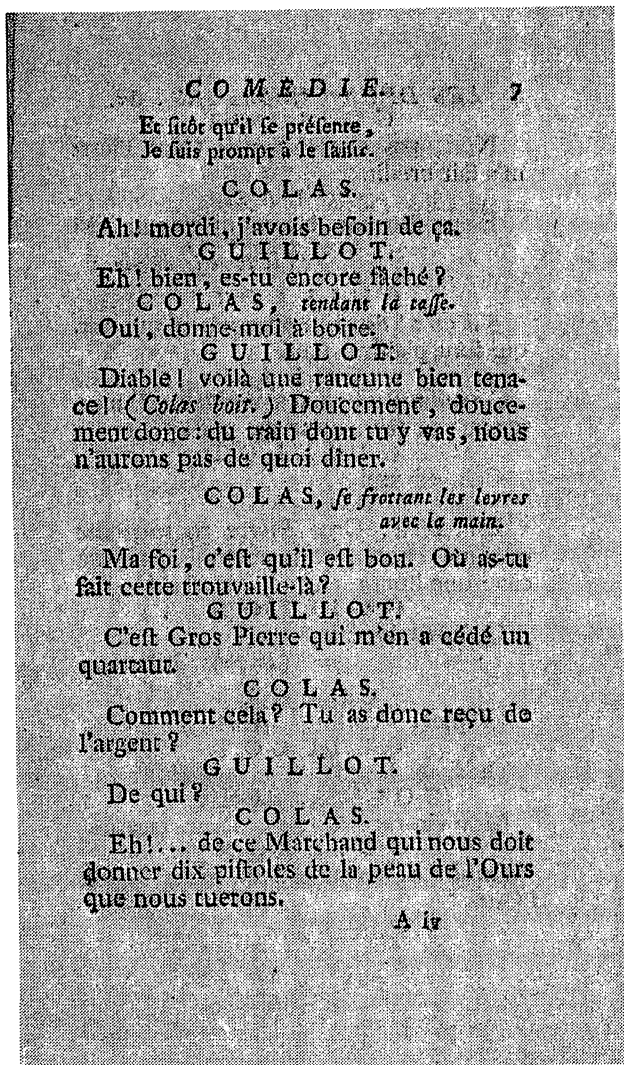 COMÉDIE. 7
Et ſitôt qu'il ſe préſente,
Je ſuis prompt à le ſaiſir.
COLAS.
Ah! mordi, j'avois beſoin de ça.
GUILLOT.
Eh! bien, es-tu encore fâché?
COLAS, tendant la taſſe.
Oui, donne-moi à boire.
GUILLOT.
Diable! voilà une rancune bien tena-
ce! (Colas boit.) Doucement, douce-
ment donc: du train dont tu y vas, nous
n'aurons pas de quoi dîner.
COLAS, ſe frottant les levres
avec la main.
Ma foi, c'eſt qu'il eſt bon. Où as-tu
fait cette trouvaille-là?
GUILLOT.
C'eſt Gros Pierre qui m'en a cédé un
quartaut.
COLAS.
Comment cela? Tu as donc reçu de
l'argent?
GUILLOT.
De qui?
COLAS.
Eh!... de ce Marchand qui nous doit
donner dix piſtoles de la peau de l'Ours
que nous tuerons.
A iv